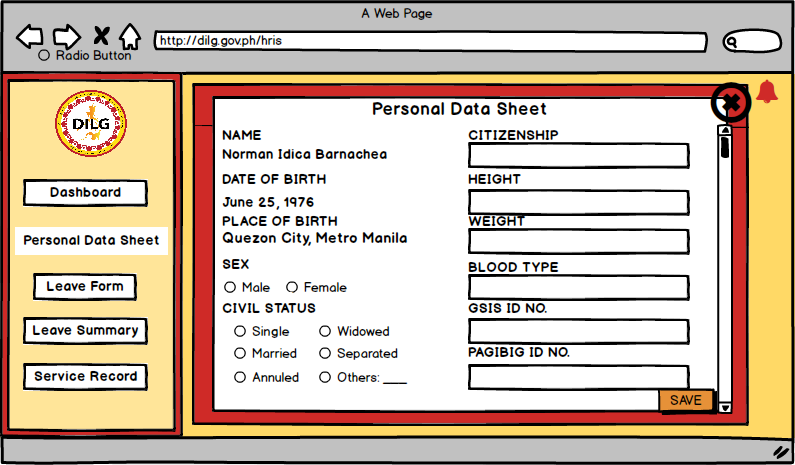 A Web Page
http://dilg.gov.ph/hris
Radio Button
DILG
Dashboard
Personal Data Sheet
Leave Form
Leave Summary
Service Record
Personal Data Sheet
NAME
Norman Idica Barnachea
DATE OF BIRTH
June 25, 1976
PLACE OF BIRTH
Quezon City, Metro Manila
SEX
Male Female
CIVIL STATUS
Single Widowed
Married Separated
Annuled Others: ___
CITIZENSHIP
HEIGHT
WEIGHT
BLOOD TYPE
GSIS ID NO.
PAGIBIG ID NO.
SAVE